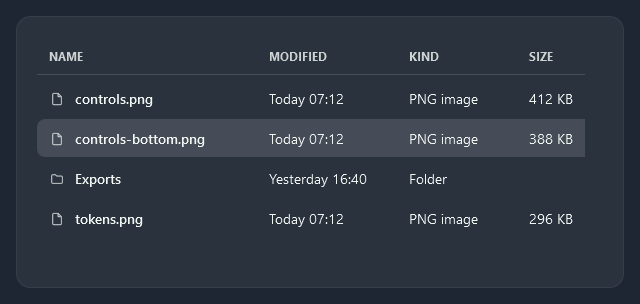 NAME MODIFIED KIND SIZE
controls.png Today 07:12 PNG image 412 KB
controls-bottom.png Today 07:12 PNG image 388 KB
Exports Yesterday 16:40 Folder
tokens.png Today 07:12 PNG image 296 KB